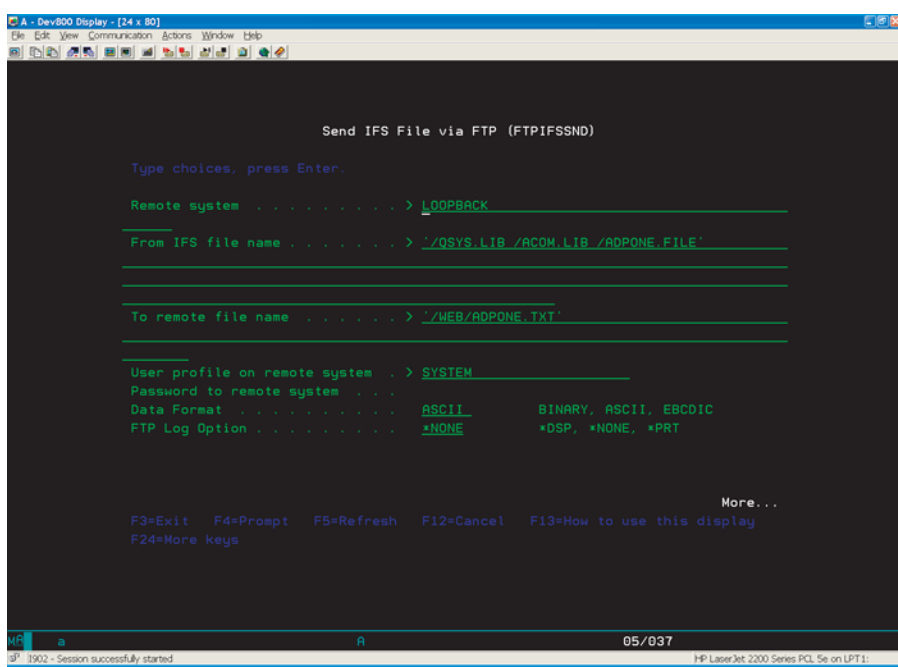 A - Dev800 Display - [24 x 80]
File Edit View Communication Actions Window Help
Send IFS File via FTP (FTPIFSSND)
Type choices, press Enter.
Remote system . . . . . . . . . > LOOPBACK
From IFS file name . . . . . . . > '/QSYS.LIB /ACOM.LIB /ADPONE.FILE'
To remote file name . . . . . . > '/WEB/ADPONE.TXT'
User profile on remote system . > SYSTEM
Password to remote system . . .
Data Format . . . . . . . . . . ASCII BINARY, ASCII, EBCDIC
FTP Log Option . . . . . . . . . *NONE *DSP, *NONE, *PRT
More...
F3=Exit F4=Prompt F5=Refresh F12=Cancel F13=How to use this display
F24=More keys
MA a A 05/037
I902 - Session successfully started HP LaserJet 2200 Series PCL 5e on LPT1: